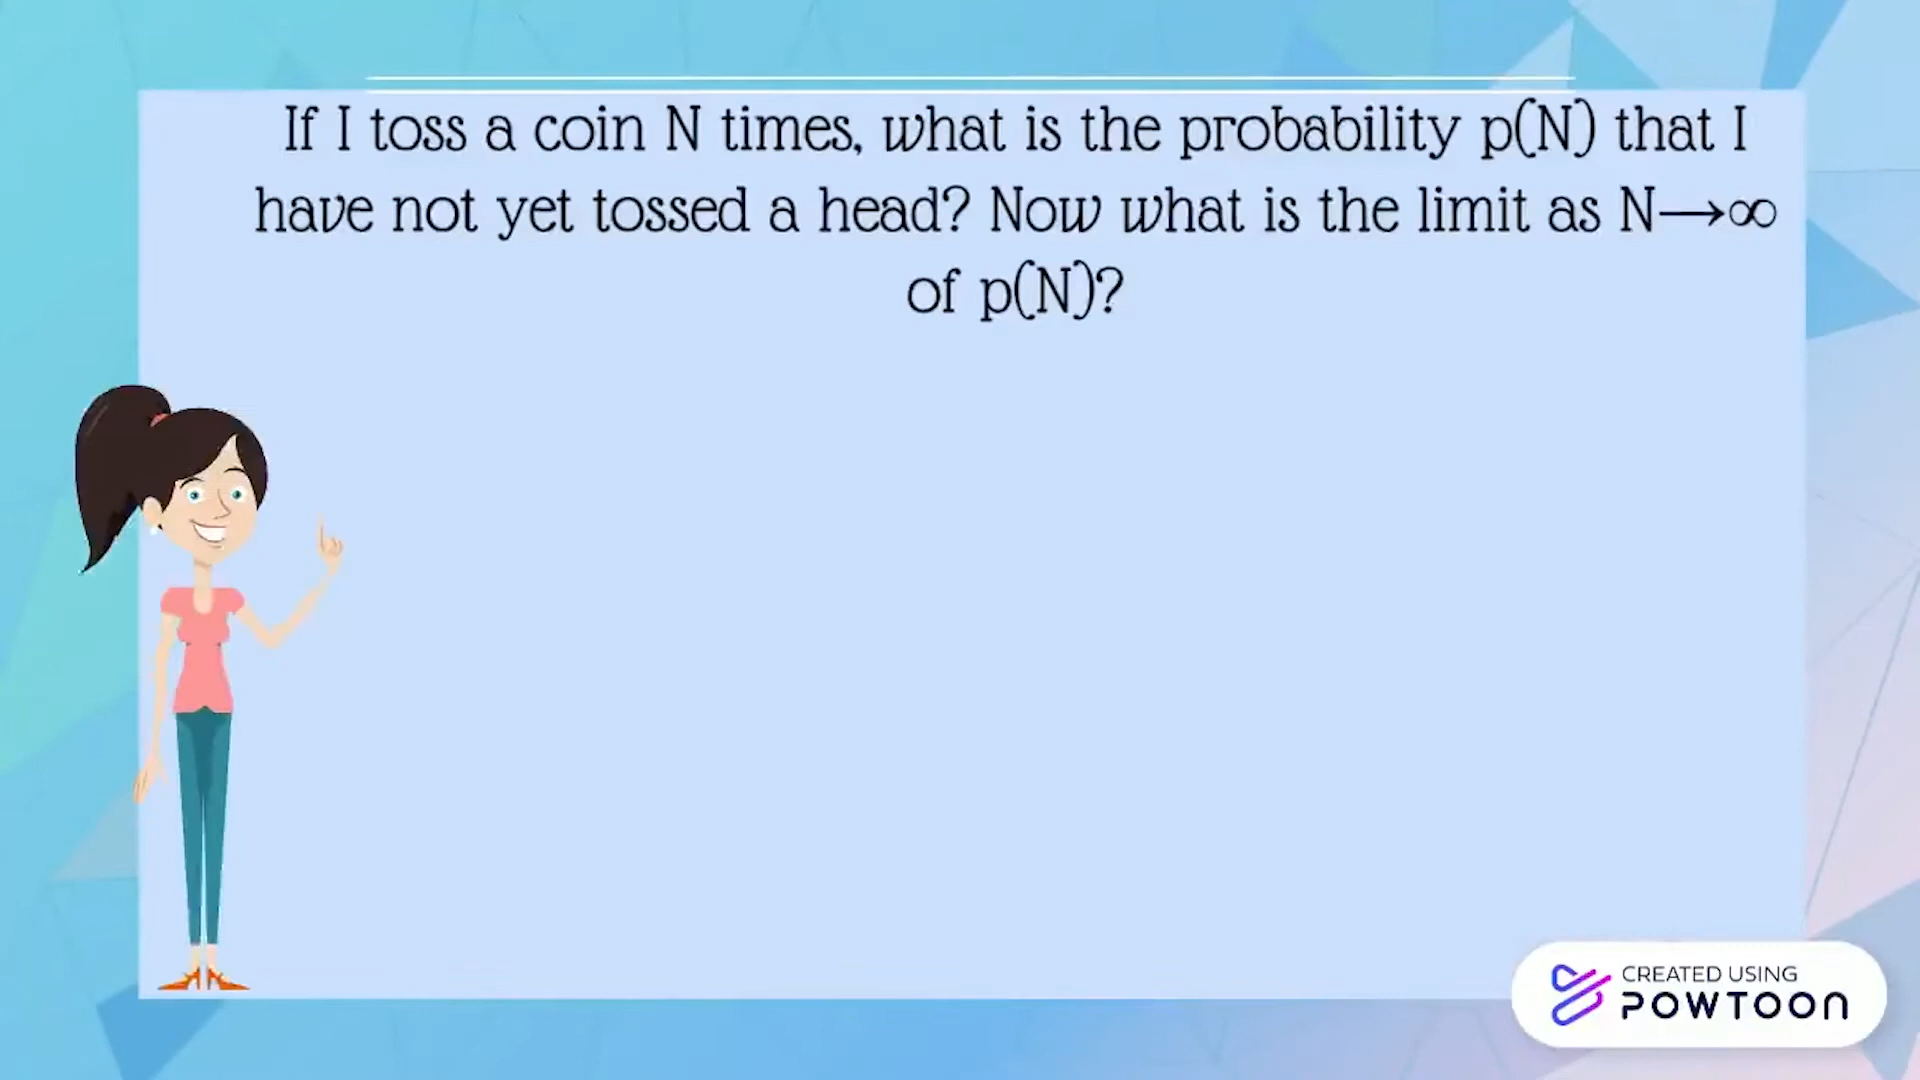 If I toss a coin N times, what is the probability p(N) that I
have not yet tossed a head? Now what is the limit as N→∞
of p(N)?
CREATED USING
POWTOON